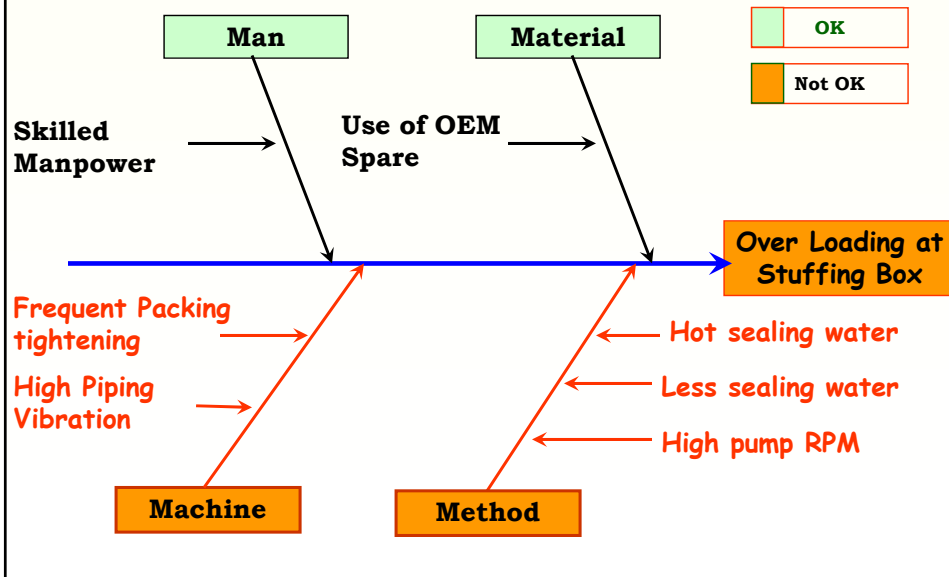 Man
Material
OK
Not OK
Skilled
Manpower
Use of OEM
Spare
Over Loading at
Stuffing Box
Frequent Packing
tightening
High Piping
Vibration
Hot sealing water
Less sealing water
High pump RPM
Machine
Method